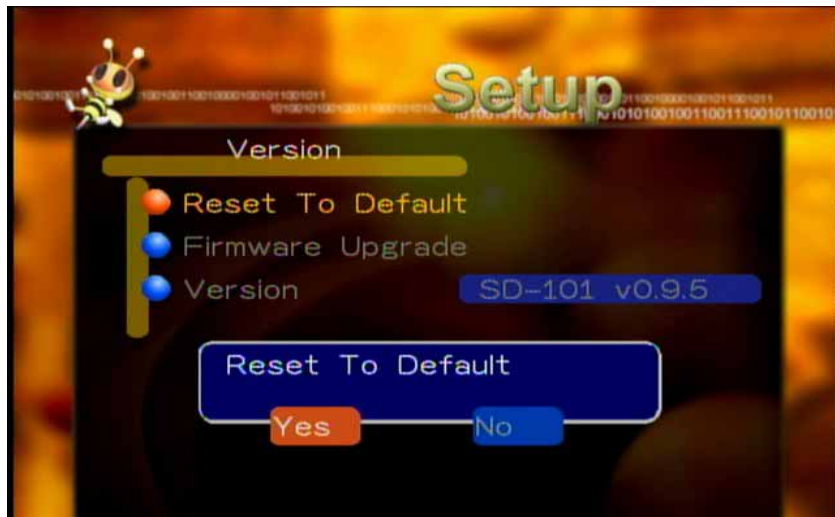 Setup
Version
Reset To Default
Firmware Upgrade
Version SD-101 v0.9.5
Reset To Default
Yes No